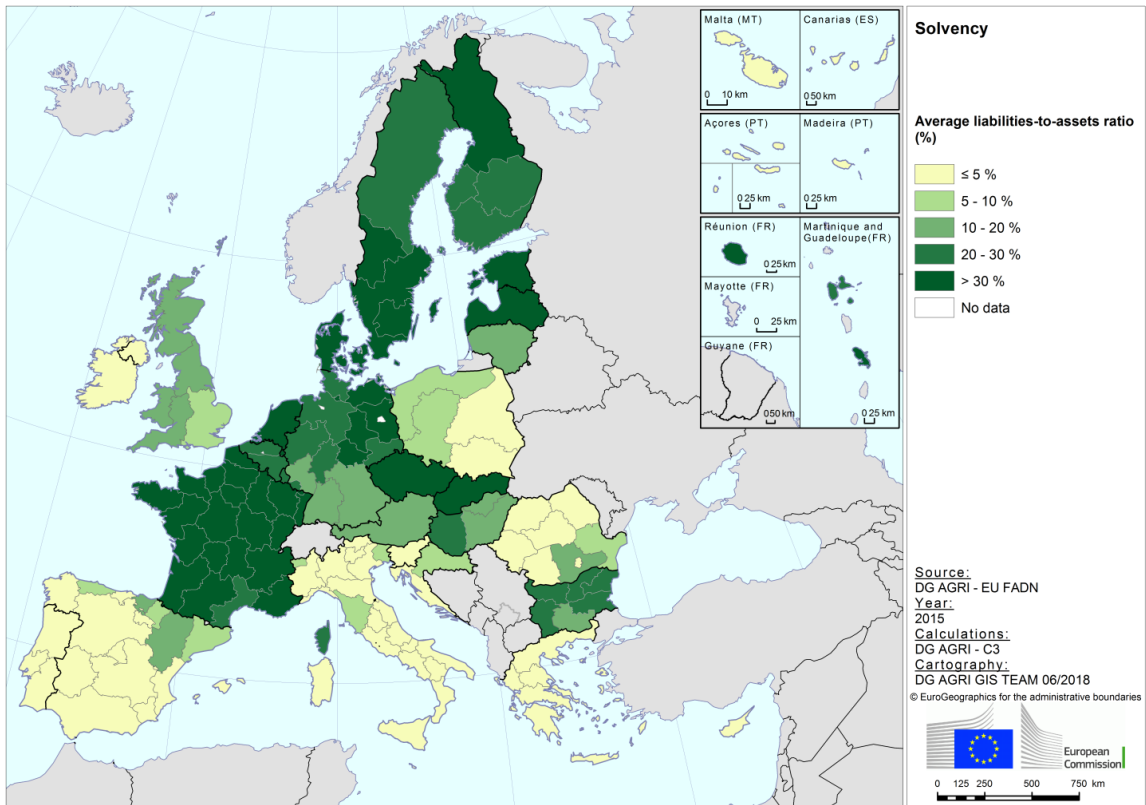 Malta (MT)
0 10 km
Canarias (ES)
0 50 km
Açores (PT)
0 25 km
Madeira (PT)
0 25 km
Réunion (FR)
0 25 km
Martinique and
Guadeloupe(FR)
0 25 km
Mayotte (FR)
0 25 km
Guyane (FR)
0 50 km
Solvency
Average liabilities-to-assets ratio
(%)
≤ 5 %
5 - 10 %
10 - 20 %
20 - 30 %
> 30 %
No data
Source:
DG AGRI - EU FADN
Year:
2015
Calculations:
DG AGRI - C3
Cartography:
DG AGRI GIS TEAM 06/2018
© EuroGeographics for the administrative boundaries
European
Commission
0 125 250 500 750 km